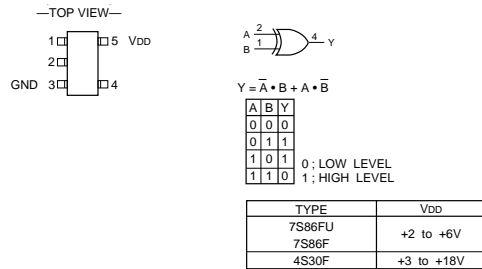 —TOP VIEW—
1 5 VDD
2
GND 3 4
A 2
4 Y
B 1
Y = A̅ • B + A • B̅
A B Y
0 0 0
0 1 1
1 0 1
1 1 0
0 ; LOW LEVEL
1 ; HIGH LEVEL
TYPE VDD
7S86FU
7S86F
+2 to +6V
4S30F +3 to +18V